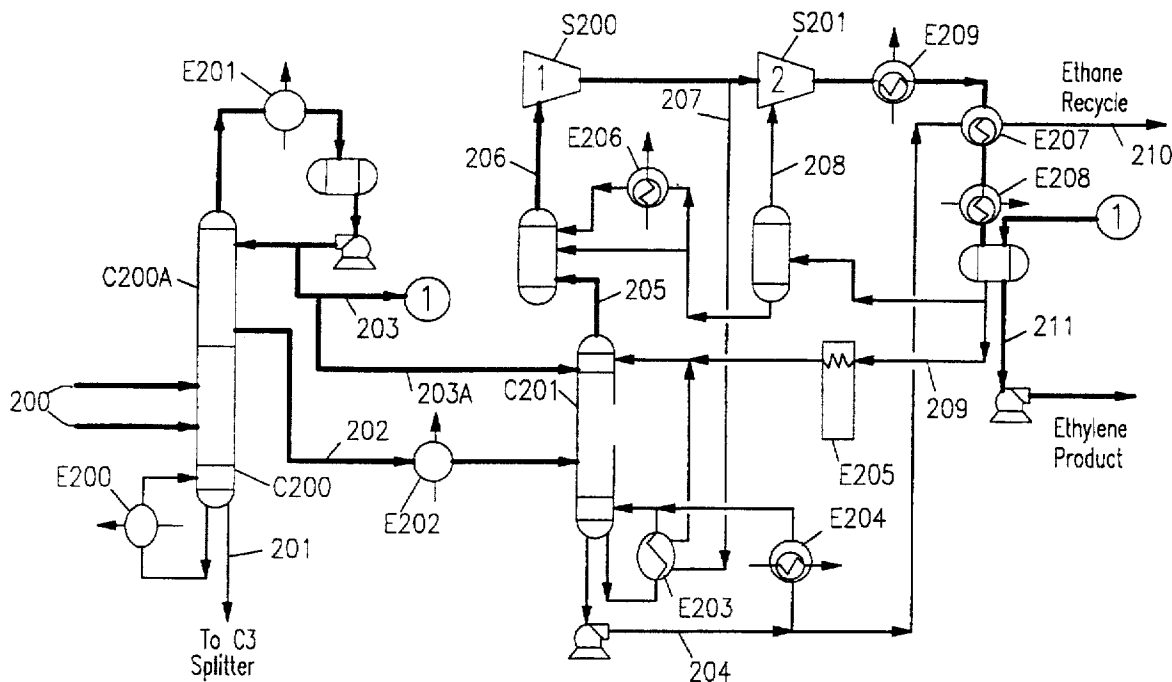 S200
S201
E209
E201
1
2
Ethane
Recycle
207
E206
E207
210
206
208
E208
1
C200A
1
205
203
211
C201
209
203A
200
202
Ethylene
Product
E205
E200
C200
E202
E204
201
E203
To C3
Splitter
204